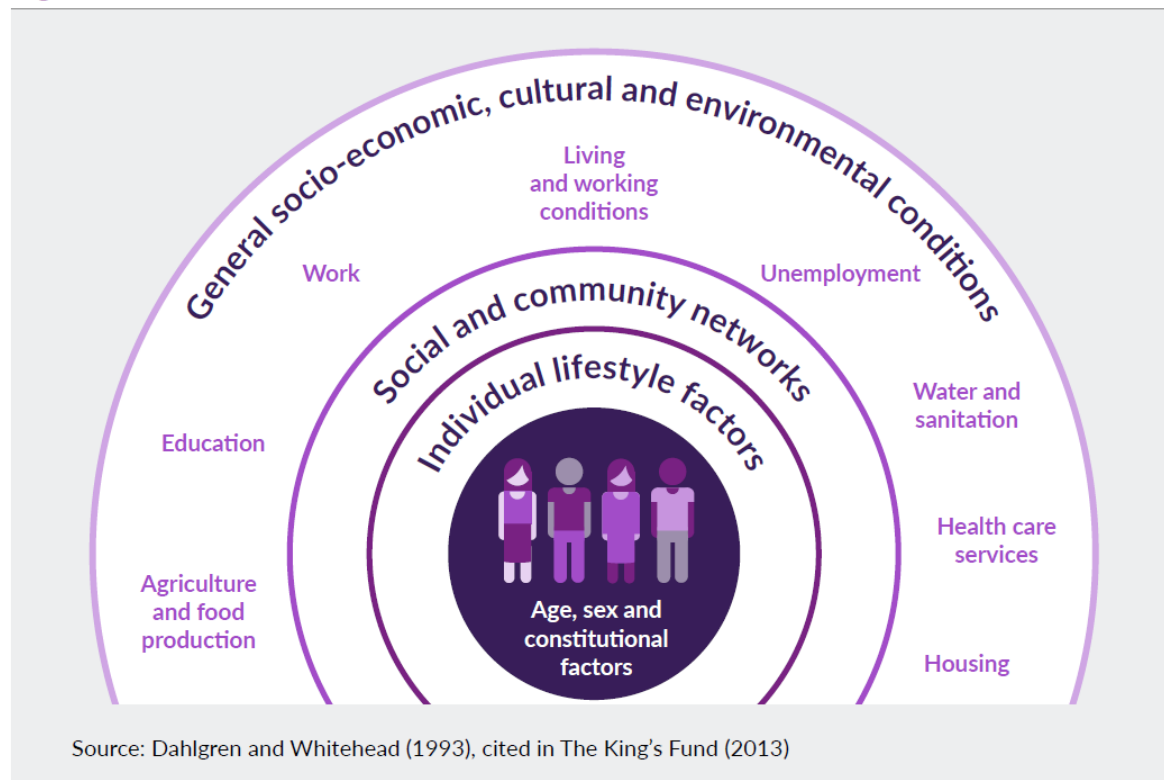 General socio-economic, cultural and environmental conditions
Living
and working
conditions
Work
Unemployment
Social and community networks
Individual lifestyle factors
Education
Water and
sanitation
Health care
services
Agriculture
and food
production
Housing
Age, sex and
constitutional
factors
Source: Dahlgren and Whitehead (1993), cited in The King's Fund (2013)